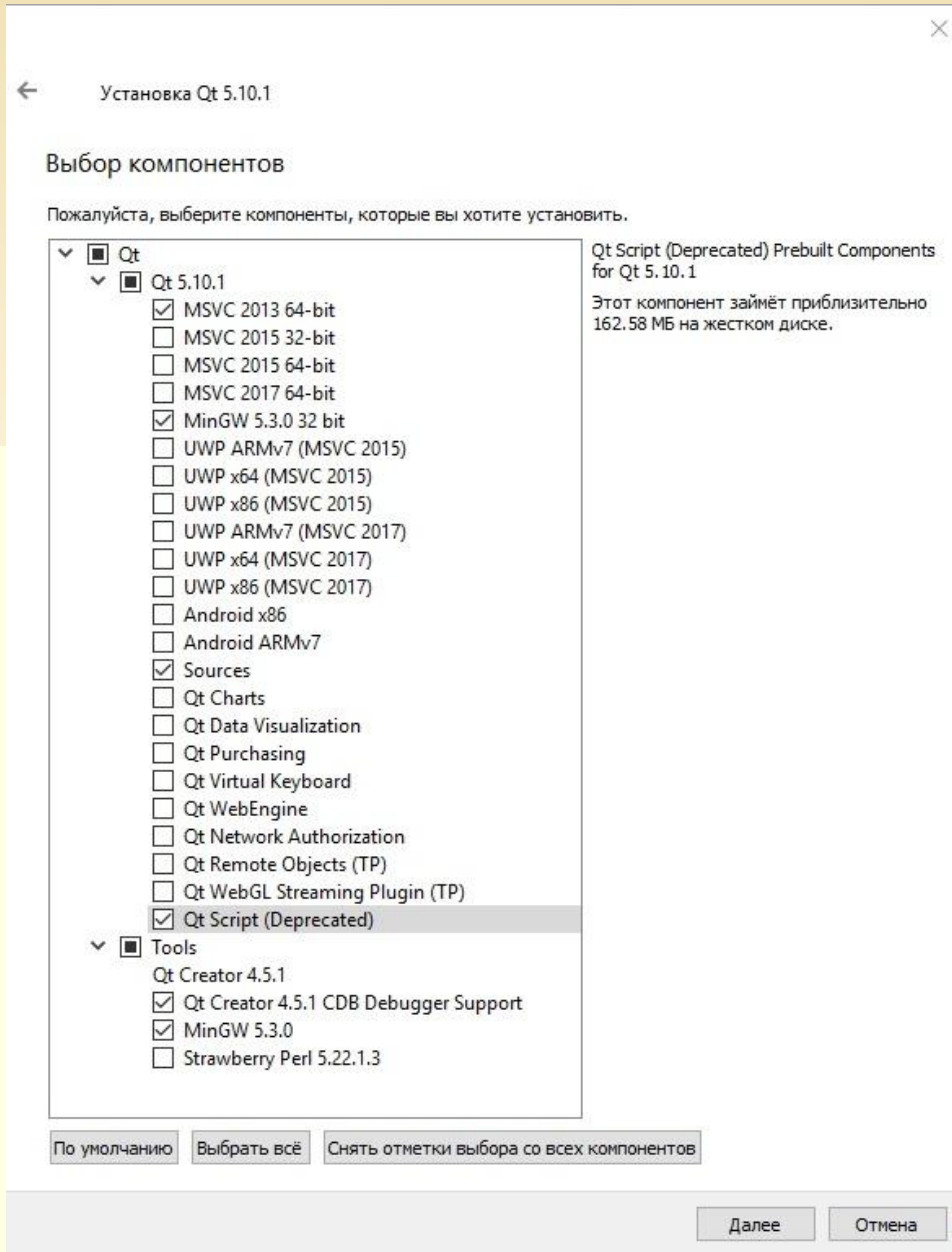 Установка Qt 5.10.1
Выбор компонентов
Пожалуйста, выберите компоненты, которые вы хотите установить.
Qt
Qt 5.10.1
MSVC 2013 64-bit
MSVC 2015 32-bit
MSVC 2015 64-bit
MSVC 2017 64-bit
MinGW 5.3.0 32 bit
UWP ARMv7 (MSVC 2015)
UWP x64 (MSVC 2015)
UWP x86 (MSVC 2015)
UWP ARMv7 (MSVC 2017)
UWP x64 (MSVC 2017)
UWP x86 (MSVC 2017)
Android x86
Android ARMv7
Sources
Qt Charts
Qt Data Visualization
Qt Purchasing
Qt Virtual Keyboard
Qt WebEngine
Qt Network Authorization
Qt Remote Objects (TP)
Qt WebGL Streaming Plugin (TP)
Qt Script (Deprecated)
Tools
Qt Creator 4.5.1
Qt Creator 4.5.1 CDB Debugger Support
MinGW 5.3.0
Strawberry Perl 5.22.1.3
Qt Script (Deprecated) Prebuilt Components
for Qt 5.10.1
Этот компонент займёт приблизительно
162.58 МБ на жестком диске.
По умолчанию
Выбрать всё
Снять отметки выбора со всех компонентов
Далее
Отмена